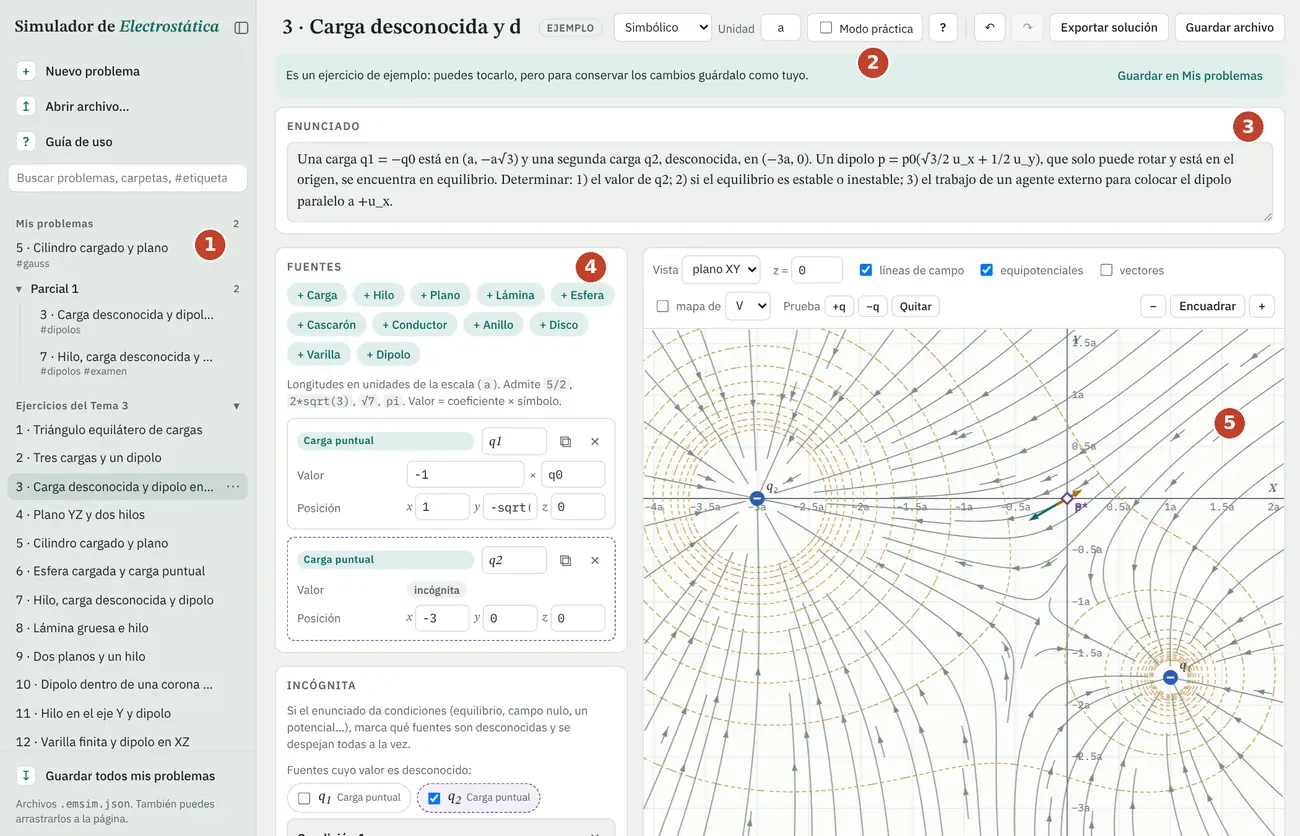 Simulador de Electrostática
+ Nuevo problema
↥ Abrir archivo...
? Guía de uso
Buscar problemas, carpetas, #etiqueta
Mis problemas 2
5 · Cilindro cargado y plano
#gauss
1
▼ Parcial 1 2
3 · Carga desconocida y dipol...
#dipolos
7 · Hilo, carga desconocida y ...
#dipolos #examen
Ejercicios del Tema 3 ▼
1 · Triángulo equilátero de cargas
2 · Tres cargas y un dipolo
3 · Carga desconocida y dipolo en... ···
4 · Plano YZ y dos hilos
5 · Cilindro cargado y plano
6 · Esfera cargada y carga puntual
7 · Hilo, carga desconocida y dipolo
8 · Lámina gruesa e hilo
9 · Dos planos y un hilo
10 · Dipolo dentro de una corona ...
11 · Hilo en el eje Y y dipolo
12 · Varilla finita y dipolo en XZ
↧ Guardar todos mis problemas
Archivos .emsim.json. También puedes
arrastrarlos a la página.
3 · Carga desconocida y d EJEMPLO Simbólico Unidad a Modo práctica ? ↶ ↷ Exportar solución Guardar archivo
2
Es un ejercicio de ejemplo: puedes tocarlo, pero para conservar los cambios guárdalo como tuyo. Guardar en Mis problemas
ENUNCIADO
3
Una carga q1 = −q0 está en (a, −a√3) y una segunda carga q2, desconocida, en (−3a, 0). Un dipolo p = p0(√3/2 u_x + 1/2 u_y), que solo puede rotar y está en el
origen, se encuentra en equilibrio. Determinar: 1) el valor de q2; 2) si el equilibrio es estable o inestable; 3) el trabajo de un agente externo para colocar el dipolo
paralelo a +u_x.
FUENTES
4
+ Carga + Hilo + Plano + Lámina + Esfera
+ Cascarón + Conductor + Anillo + Disco
+ Varilla + Dipolo
Longitudes en unidades de la escala (a). Admite 5/2,
2*sqrt(3), √7, pi. Valor = coeficiente × símbolo.
Carga puntual q1 ×
Valor -1 × q0
Posición x 1 y -sqrt( z 0
Carga puntual q2 ×
Valor incógnita
Posición x -3 y 0 z 0
INCÓGNITA
Si el enunciado da condiciones (equilibrio, campo nulo, un
potencial...), marca qué fuentes son desconocidas y se
despejan todas a la vez.
Fuentes cuyo valor es desconocido:
q1 Carga puntual q2 Carga puntual
Vista plano XY z = 0 líneas de campo equipotenciales vectores
mapa de V Prueba +q −q Quitar − Encuadrar +
Y
1.5a
1a
5
0.5a
q2
X
−4a −3.5a −3a −2.5a −2a −1.5a −1a −0.5a 0.5a 1a 1.5a 2a
−0.5a
−1a
−1.5a
−2a
−2.5a
−3a